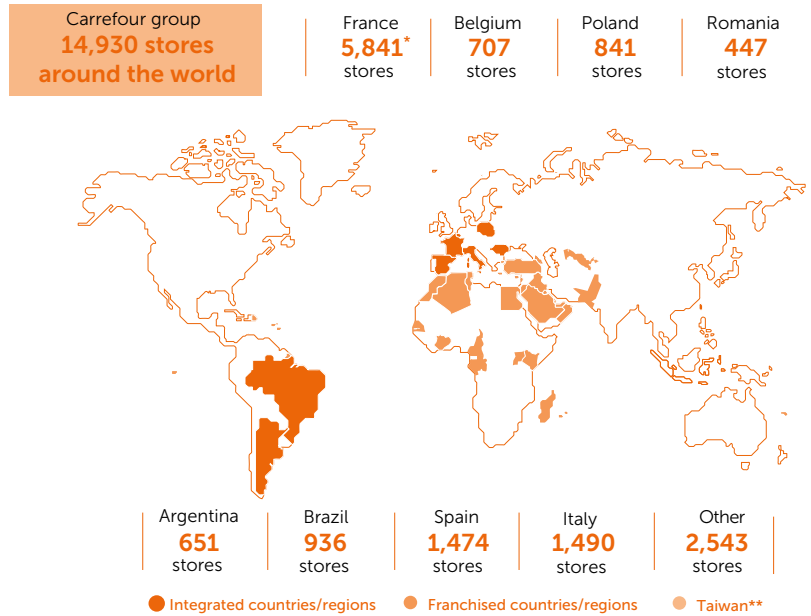 Carrefour group
14,930 stores
around the world
France
5,841*
stores
Belgium
707
stores
Poland
841
stores
Romania
447
stores
Argentina
651
stores
Brazil
936
stores
Spain
1,474
stores
Italy
1,490
stores
Other
2,543
stores
Integrated countries/regions
Franchised countries/regions
Taiwan**